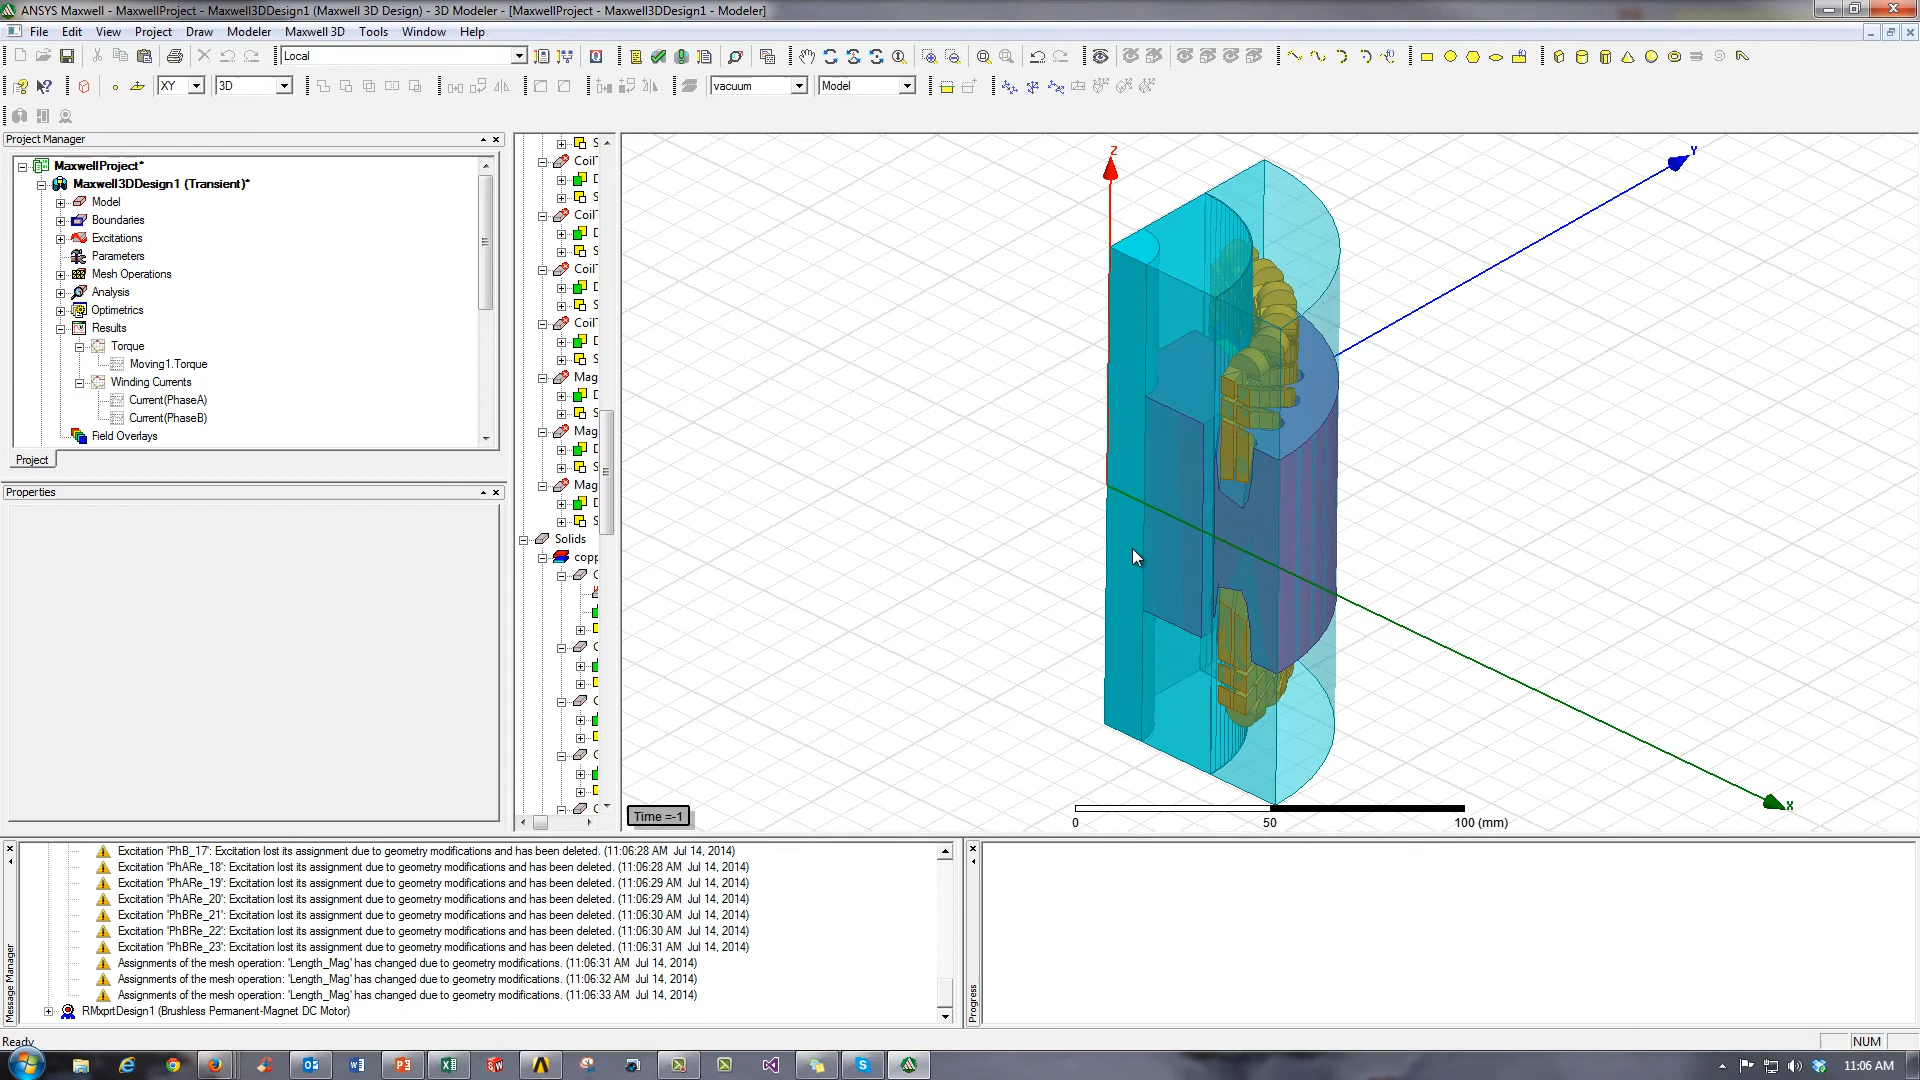 ANSYS Maxwell - MaxwellProject - Maxwell3DDesign1 (Maxwell 3D Design) - 3D Modeler - [MaxwellProject - Maxwell3DDesign1 - Modeler]
File Edit View Project Draw Modeler Maxwell 3D Tools Window Help
Local
XY 3D vacuum Model
Project Manager
MaxwellProject*
Maxwell3DDesign1 (Transient)*
Model
Boundaries
Excitations
Parameters
Mesh Operations
Analysis
Optimetrics
Results
Torque
Moving1.Torque
Winding Currents
Current(PhaseA)
Current(PhaseB)
Field Overlays
Project
Properties
S
CoilT
D
S
CoilT
D
S
CoilT
D
S
CoilT
D
S
Mag
D
S
Mag
D
S
Mag
D
S
Solids
copp
C
C
C
C
C
Z
Y
X
Time =-1
0 50 100 (mm)
Excitation 'PhB_17': Excitation lost its assignment due to geometry modifications and has been deleted. (11:06:28 AM Jul 14, 2014)
Excitation 'PhARe_18': Excitation lost its assignment due to geometry modifications and has been deleted. (11:06:28 AM Jul 14, 2014)
Excitation 'PhARe_19': Excitation lost its assignment due to geometry modifications and has been deleted. (11:06:29 AM Jul 14, 2014)
Excitation 'PhARe_20': Excitation lost its assignment due to geometry modifications and has been deleted. (11:06:29 AM Jul 14, 2014)
Excitation 'PhBRe_21': Excitation lost its assignment due to geometry modifications and has been deleted. (11:06:30 AM Jul 14, 2014)
Excitation 'PhBRe_22': Excitation lost its assignment due to geometry modifications and has been deleted. (11:06:30 AM Jul 14, 2014)
Excitation 'PhBRe_23': Excitation lost its assignment due to geometry modifications and has been deleted. (11:06:31 AM Jul 14, 2014)
Assignments of the mesh operation: 'Length_Mag' has changed due to geometry modifications. (11:06:31 AM Jul 14, 2014)
Assignments of the mesh operation: 'Length_Mag' has changed due to geometry modifications. (11:06:32 AM Jul 14, 2014)
Assignments of the mesh operation: 'Length_Mag' has changed due to geometry modifications. (11:06:33 AM Jul 14, 2014)
RMxprtDesign1 (Brushless Permanent-Magnet DC Motor)
Message Manager
Progress
Ready
NUM
11:06 AM